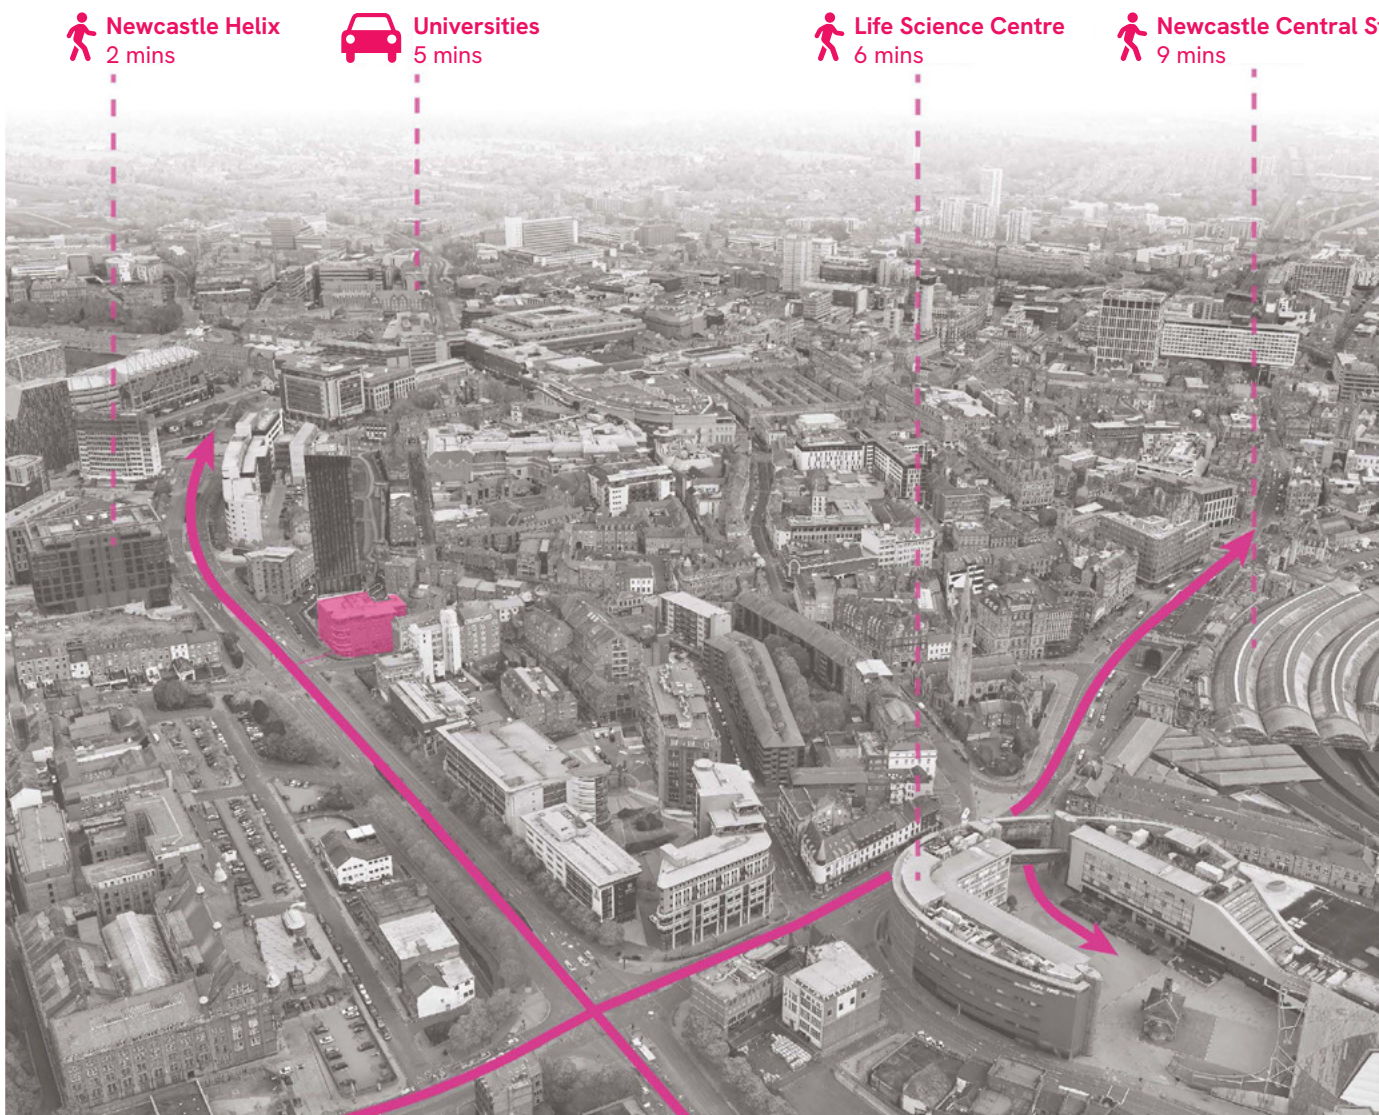 Newcastle Helix
2 mins
Universities
5 mins
Life Science Centre
6 mins
Newcastle Central
9 mins